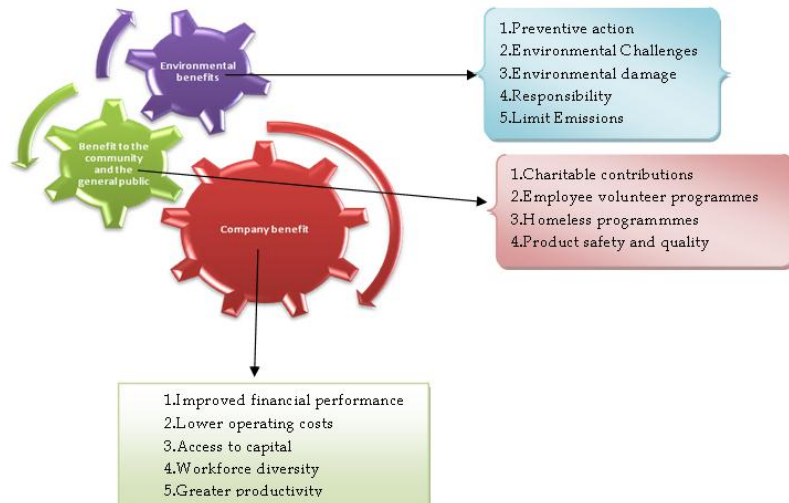 Environmental
benefits
1.Preventive action
2.Environmental Challenges
3.Environmental damage
4.Responsibility
5.Limit Emissions
Benefit to the
community
and the
general public
1.Charitable contributions
2.Employee volunteer programmes
3.Homeless programmmes
4.Product safety and quality
Company benefit
1.Improved financial performance
2.Lower operating costs
3.Access to capital
4.Workforce diversity
5.Greater productivity